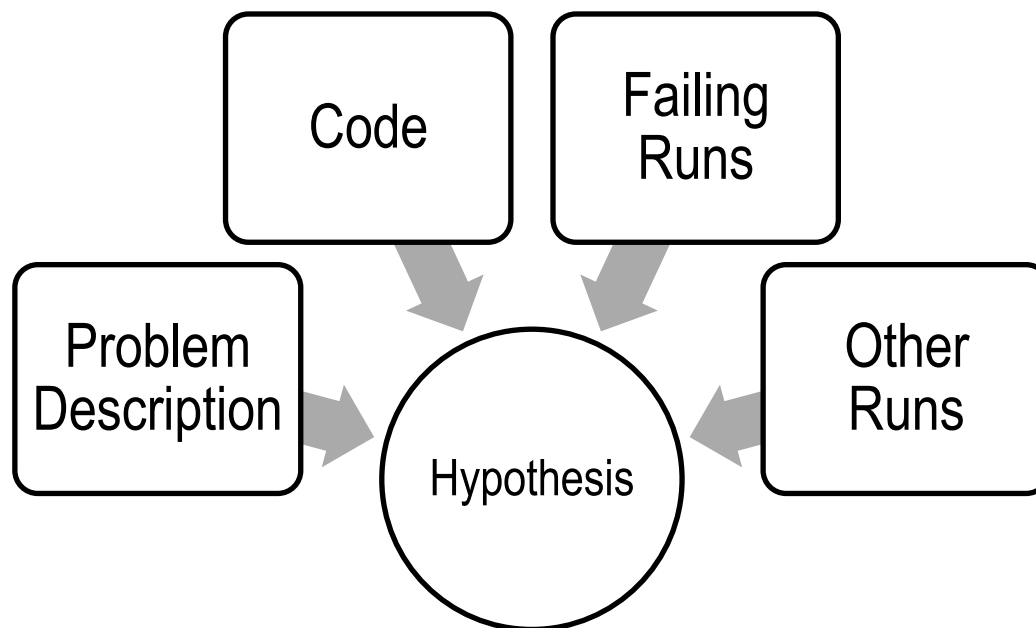 Problem
Description
Code
Failing
Runs
Other
Runs
Hypothesis